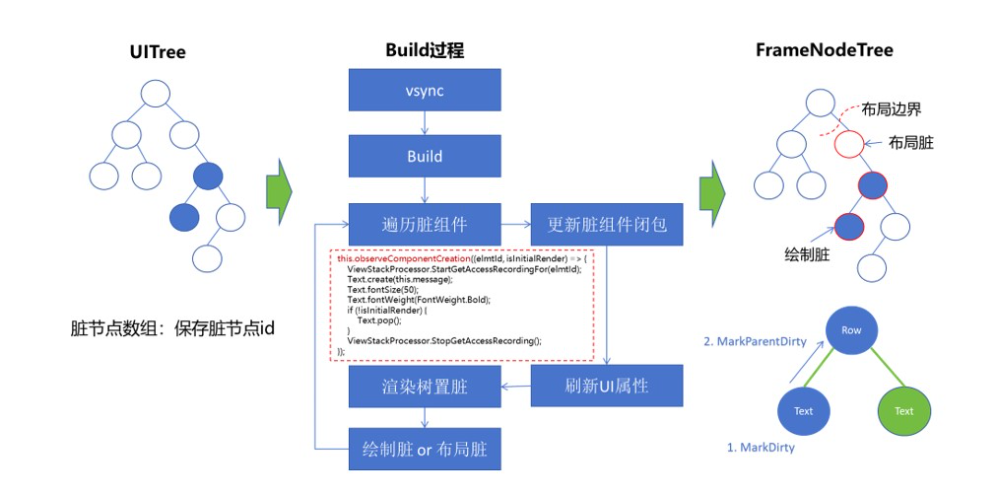 UITree
脏节点数组：保存脏节点id
Build过程
vsync
Build
遍历脏组件
更新脏组件闭包
this.observeComponentCreation((elmtId, isInitialRender) => {
ViewStackProcessor.StartGetAccessRecordingFor(elmtId);
Text.create(this.message);
Text.fontSize(50);
Text.fontWeight(FontWeight.Bold);
if (!isInitialRender) {
Text.pop();
}
ViewStackProcessor.StopGetAccessRecording();
});
渲染树置脏
刷新UI属性
绘制脏 or 布局脏
FrameNodeTree
布局边界
布局脏
绘制脏
Row
2. MarkParentDirty
Text
Text
1. MarkDirty